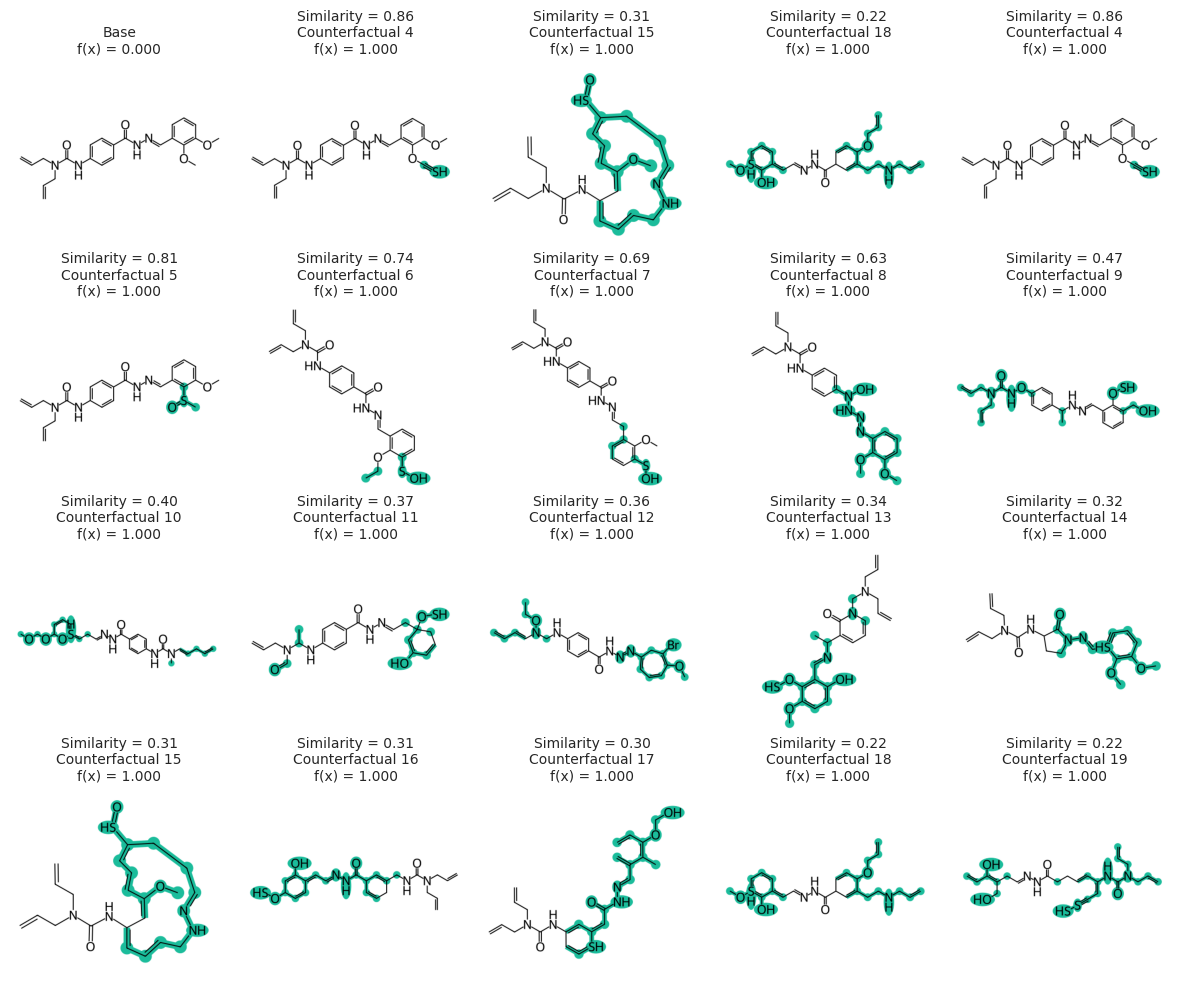 Base
f(x) = 0.000
Similarity = 0.86
Counterfactual 4
f(x) = 1.000
Similarity = 0.31
Counterfactual 15
f(x) = 1.000
Similarity = 0.22
Counterfactual 18
f(x) = 1.000
Similarity = 0.86
Counterfactual 4
f(x) = 1.000
Similarity = 0.81
Counterfactual 5
f(x) = 1.000
Similarity = 0.74
Counterfactual 6
f(x) = 1.000
Similarity = 0.69
Counterfactual 7
f(x) = 1.000
Similarity = 0.63
Counterfactual 8
f(x) = 1.000
Similarity = 0.47
Counterfactual 9
f(x) = 1.000
Similarity = 0.40
Counterfactual 10
f(x) = 1.000
Similarity = 0.37
Counterfactual 11
f(x) = 1.000
Similarity = 0.36
Counterfactual 12
f(x) = 1.000
Similarity = 0.34
Counterfactual 13
f(x) = 1.000
Similarity = 0.32
Counterfactual 14
f(x) = 1.000
Similarity = 0.31
Counterfactual 15
f(x) = 1.000
Similarity = 0.31
Counterfactual 16
f(x) = 1.000
Similarity = 0.30
Counterfactual 17
f(x) = 1.000
Similarity = 0.22
Counterfactual 18
f(x) = 1.000
Similarity = 0.22
Counterfactual 19
f(x) = 1.000